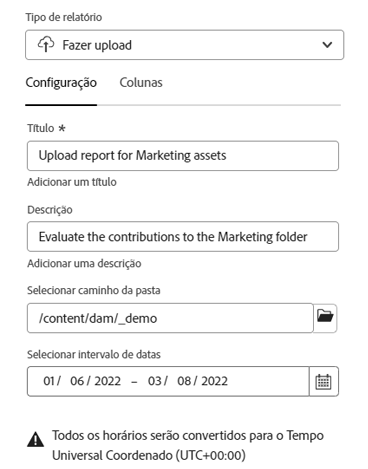 Tipo de relatório
Fazer upload
Configuração Colunas
Título *
Upload report for Marketing assets
Adicionar um título
Descrição
Evaluate the contributions to the Marketing folder
Adicionar uma descrição
Selecionar caminho da pasta
/content/dam/_demo
Selecionar intervalo de datas
01/ 06/ 2022 – 03/ 08/ 2022
Todos os horários serão convertidos para o Tempo
Universal Coordenado (UTC+00:00)